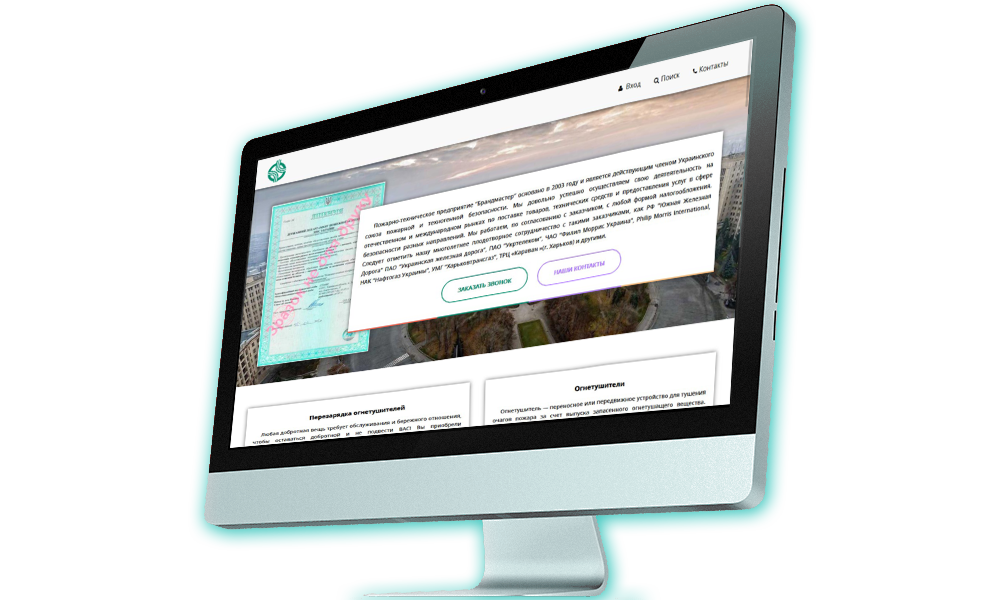 Вход
Поиск
Контакты
ЛІЦЕНЗІЯ
Пожарно-техническое предприятие "Брандмастер" основано в 2003 году и является действующим членом Украинского
союза пожарной и техногенной безопасности. Мы довольно успешно осуществляем свою деятеятельность на
отечественном и международном рынках по поставке товаров, технических средств и предоставления услуг в сфере
безопасности разных направлений. Мы работаем, по согласованию с заказчиком, с любой формой налогообложения.
Следует отметить нашу многолетнее плодотворное сотрудничество с такими заказчиками, как РФ "Южная Железная
Дорога" ПАО "Украинская железная дорога", ПАО "Укртелеком", ЧАО "Филип Моррис Украина", Philip Morris International,
НАК "Нафтогаз Украины", УМГ "Харьковтрансгаз", ТРЦ «Караван »(г. Харьков) и другими.
ЗАКАЗАТЬ ЗВОНОК
НАШИ КОНТАКТЫ
Перезарядка огнетушителей
Любая добротная вещь требует обслуживания и бережного отношения,
чтобы оставаться добротной и не подвести ВАС! Вы приобрели
Огнетушители
Огнетушитель — переносное или передвижное устройство для тушения
очагов пожара за счет выпуска запасенного огнетушащего вещества.